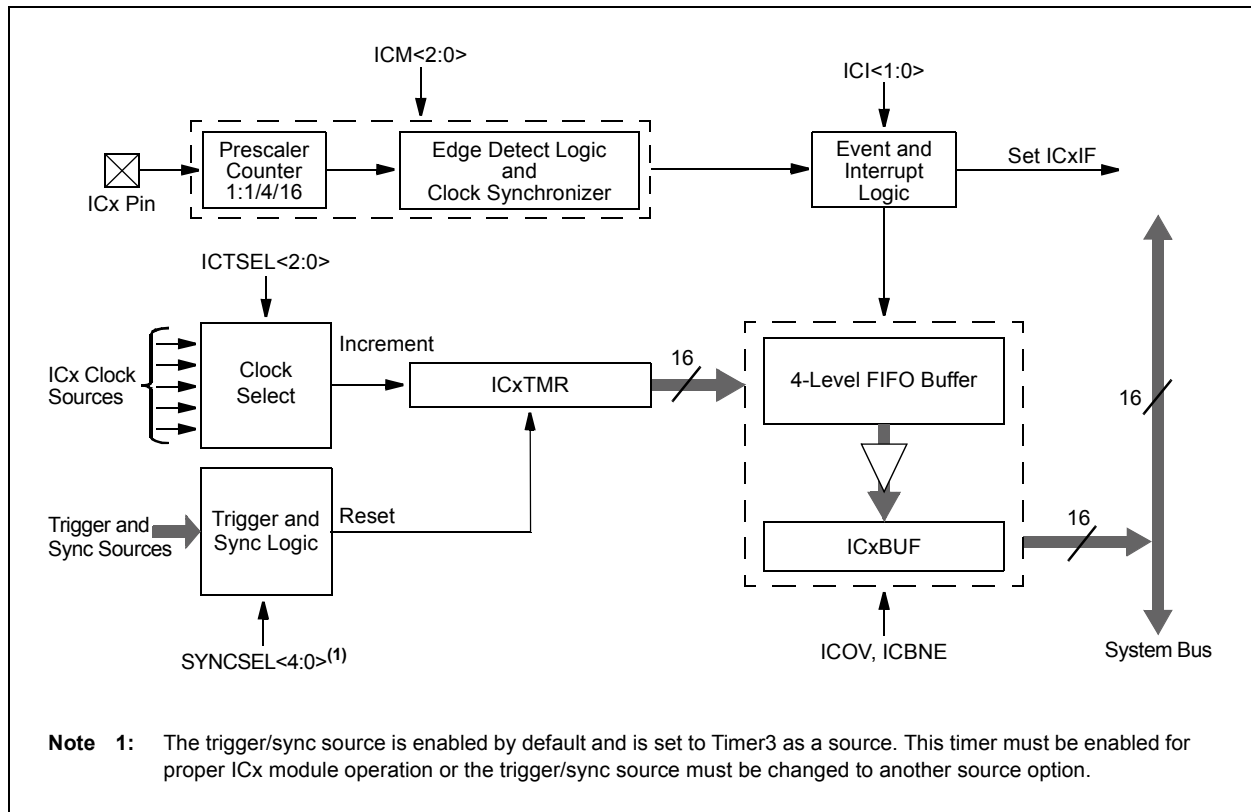 ICM<2:0>
ICI<1:0>
Prescaler
Counter
1:1/4/16
Edge Detect Logic
and
Clock Synchronizer
Event and
Interrupt
Logic
Set ICxIF
ICx Pin
ICTSEL<2:0>
Increment
16
ICx Clock
Sources
Clock
Select
ICxTMR
4-Level FIFO Buffer
16
Trigger and
Sync Sources
Trigger and
Sync Logic
Reset
16
ICxBUF
SYNCSEL<4:0>(1)
ICOV, ICBNE
System Bus
Note 1: The trigger/sync source is enabled by default and is set to Timer3 as a source. This timer must be enabled for
proper ICx module operation or the trigger/sync source must be changed to another source option.